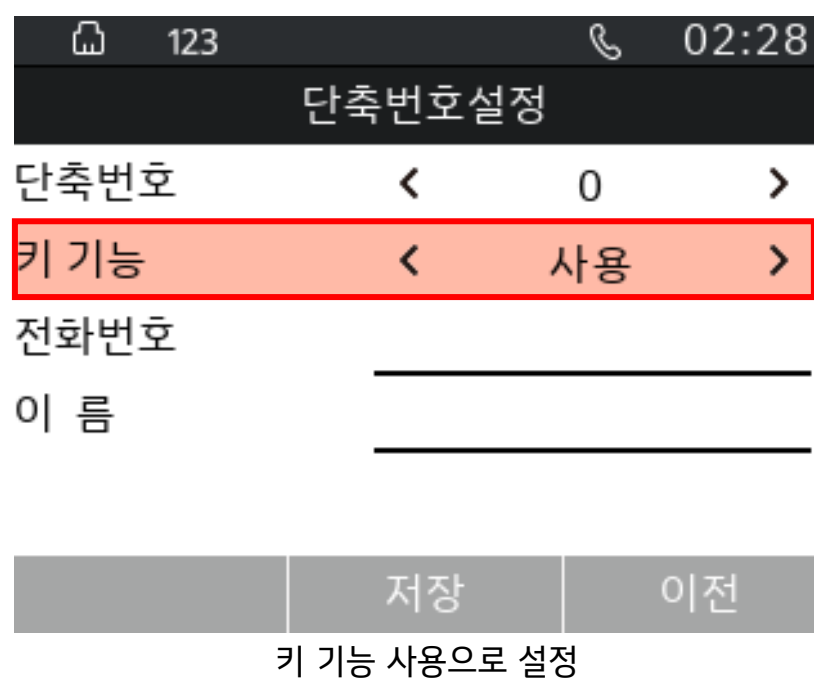 123 02:28
단축번호설정
단축번호 < 0 >
키 기능 < 사용 >
전화번호
이 름
저장 이전
키 기능 사용으로 설정